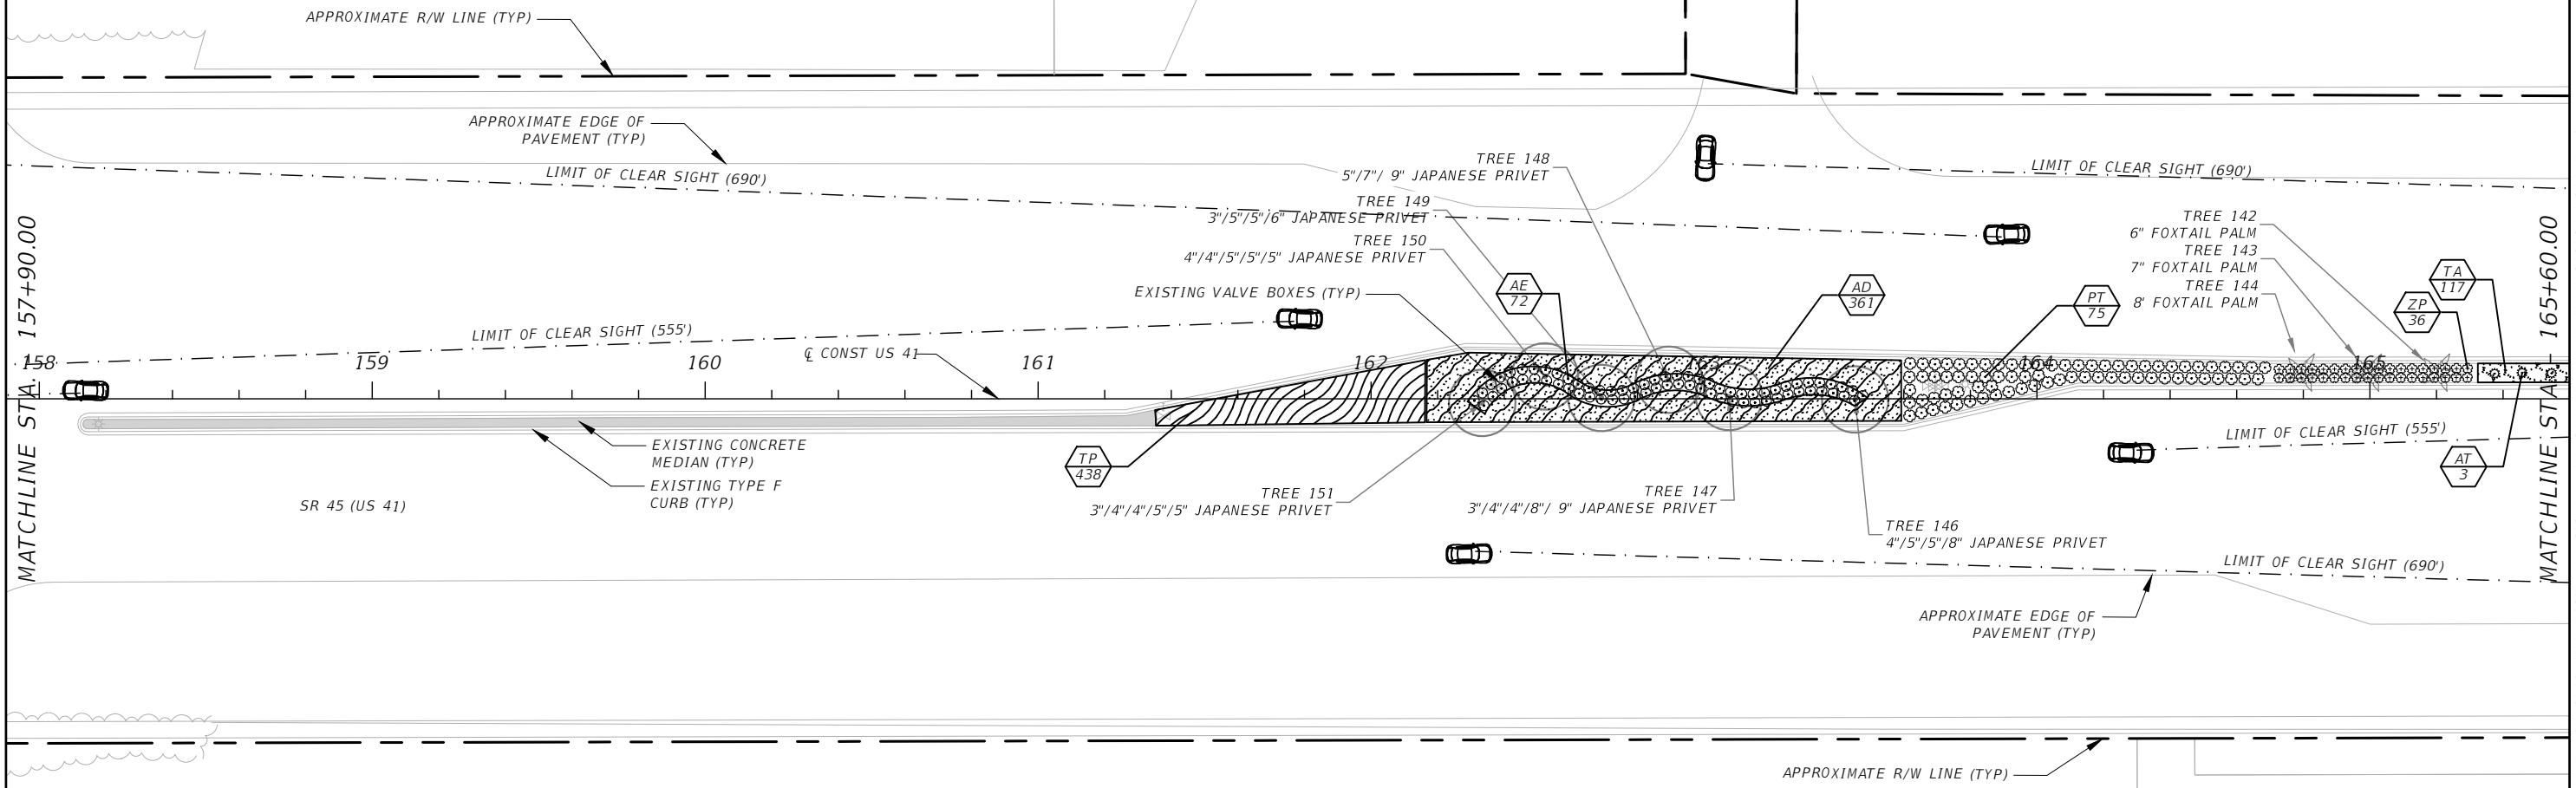 APPROXIMATE R/W LINE (TYP)
APPROXIMATE EDGE OF
PAVEMENT (TYP)
LIMIT OF CLEAR SIGHT (690')
TREE 148
5"/7"/ 9" JAPANESE PRIVET
TREE 149
3"/5"/5"/6" JAPANESE PRIVET
TREE 150
4"/4"/5"/5"/5" JAPANESE PRIVET
EXISTING VALVE BOXES (TYP)
LIMIT OF CLEAR SIGHT (690')
TREE 142
6" FOXTAIL PALM
TREE 143
7" FOXTAIL PALM
TREE 144
8' FOXTAIL PALM
AE
72
AD
361
PT
75
ZP
36
TA
117
MATCHLINE STA. 157+90.00
MATCHLINE STA. 165+60.00
LIMIT OF CLEAR SIGHT (555')
℄ CONST US 41
158
159
160
161
162
164
165
EXISTING CONCRETE
MEDIAN (TYP)
EXISTING TYPE F
CURB (TYP)
SR 45 (US 41)
TP
438
TREE 151
3"/4"/4"/5"/5" JAPANESE PRIVET
TREE 147
3"/4"/4"/8"/ 9" JAPANESE PRIVET
TREE 146
4"/5"/5"/8" JAPANESE PRIVET
LIMIT OF CLEAR SIGHT (555')
AT
3
LIMIT OF CLEAR SIGHT (690')
APPROXIMATE EDGE OF
PAVEMENT (TYP)
APPROXIMATE R/W LINE (TYP)